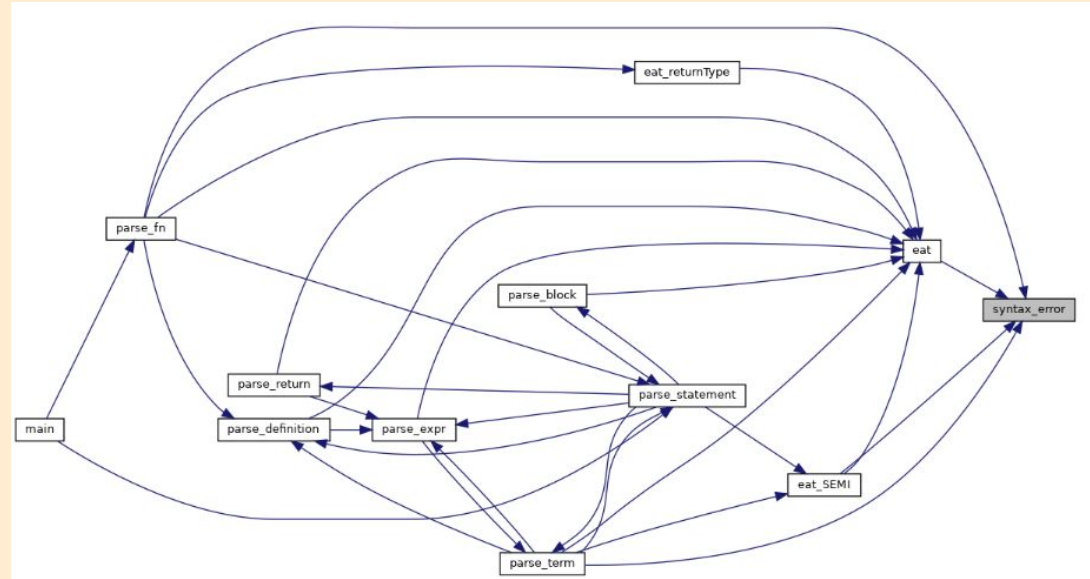 eat_returnType
parse_fn
eat
parse_block
syntax_error
parse_return
parse_statement
main
parse_definition
parse_expr
eat_SEMI
parse_term